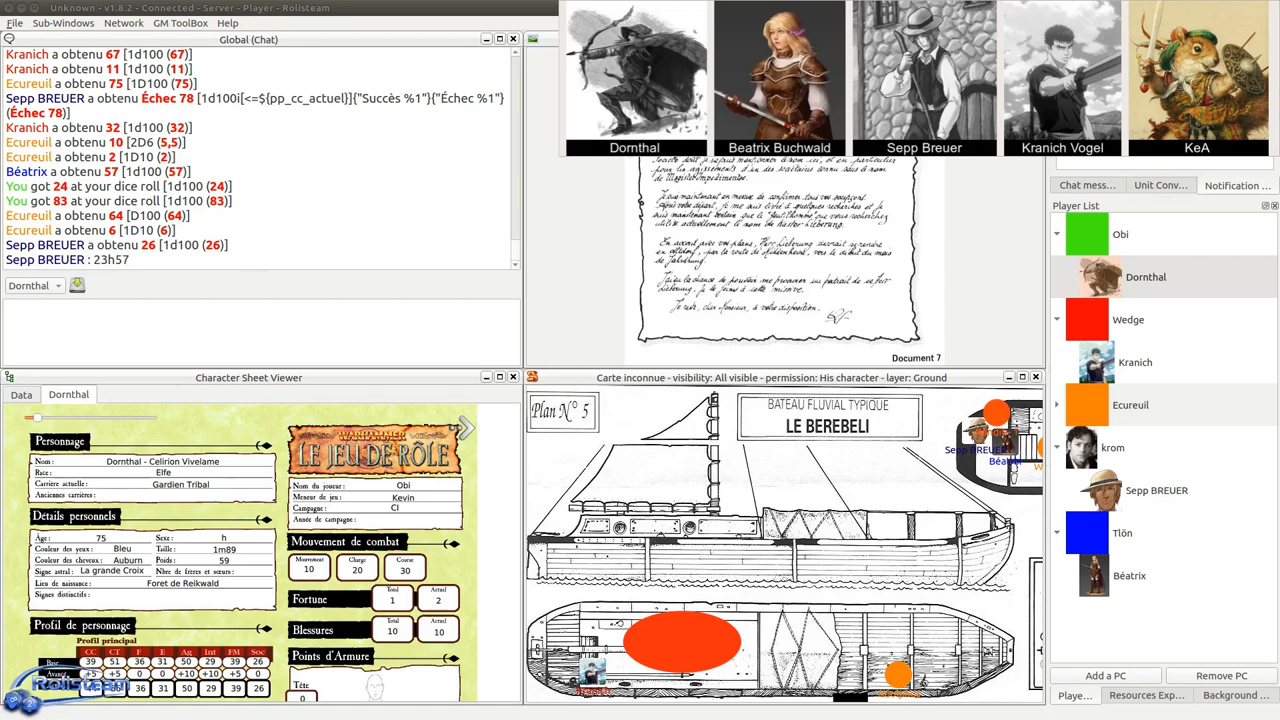 Unknown - v1.8.2 - Connected - Server - Player - Rolisteam
File Sub-Windows Network GM ToolBox Help
Global (Chat)
Kranich a obtenu 67 [1d100 (67)]
Kranich a obtenu 11 [1d100 (11)]
Ecureuil a obtenu 75 [1D100 (75)]
Sepp BREUER a obtenu Échec 78 [1d100i[<=${pp_cc_actuel}]{"Succès %1"}{"Échec %1"}
(Échec 78)]
Kranich a obtenu 32 [1d100 (32)]
Ecureuil a obtenu 10 [2D6 (5,5)]
Ecureuil a obtenu 2 [1D10 (2)]
Béatrix a obtenu 57 [1d100 (57)]
You got 24 at your dice roll [1d100 (24)]
You got 83 at your dice roll [1d100 (83)]
Ecureuil a obtenu 64 [D100 (64)]
Ecureuil a obtenu 6 [1D10 (6)]
Sepp BREUER a obtenu 26 [1d100 (26)]
Sepp BREUER : 23h57
Dornthal
Dornthal
Beatrix Buchwald
Sepp Breuer
Kranich Vogel
KeA
Document 7
Chat mess... Unit Conv... Notification
Player List
Obi
Dornthal
Wedge
Kranich
Ecureuil
krom
Sepp BREUER
Tlön
Béatrix
Add a PC Remove PC
Playe... Resources Exp... Background ...
Character Sheet Viewer
Data Dornthal
Personnage
Nom : Dornthal - Celirion Vivelame
Race : Elfe
Carrière actuelle : Gardien Tribal
Anciennes carrières :
Détails personnels
Âge : 75 Sexe : h
Couleur des yeux : Bleu Taille : 1m89
Couleur des cheveux : Auburn Poids : 59
Signe astral : La grande Croix Nbre de frères et sœurs :
Lieu de naissance : Foret de Reikwald
Signes distinctifs :
Profil de personnage
Profil principal
CC CT F E Ag Int FM Soc
Base 39 51 36 31 50 29 39 26
36 31 29 39 26
Rolisteam
WARHAMMER
LE JEU DE RÔLE
Nom du joueur : Obi
Meneur de jeu : Kevin
Campagne : CI
Année de campagne :
Mouvement de combat
Mouvement Charge Course
10 20 30
Fortune Total 1 Actuel 2
Blessures Total 10 Actuel 10
Points d'Armure
Tête
0
Carte inconnue - visibility: All visible - permission: His character - layer: Ground
Plan N° 5
BATEAU FLUVIAL TYPIQUE
LE BEREBELI
Sepp BREUER
Béatrix